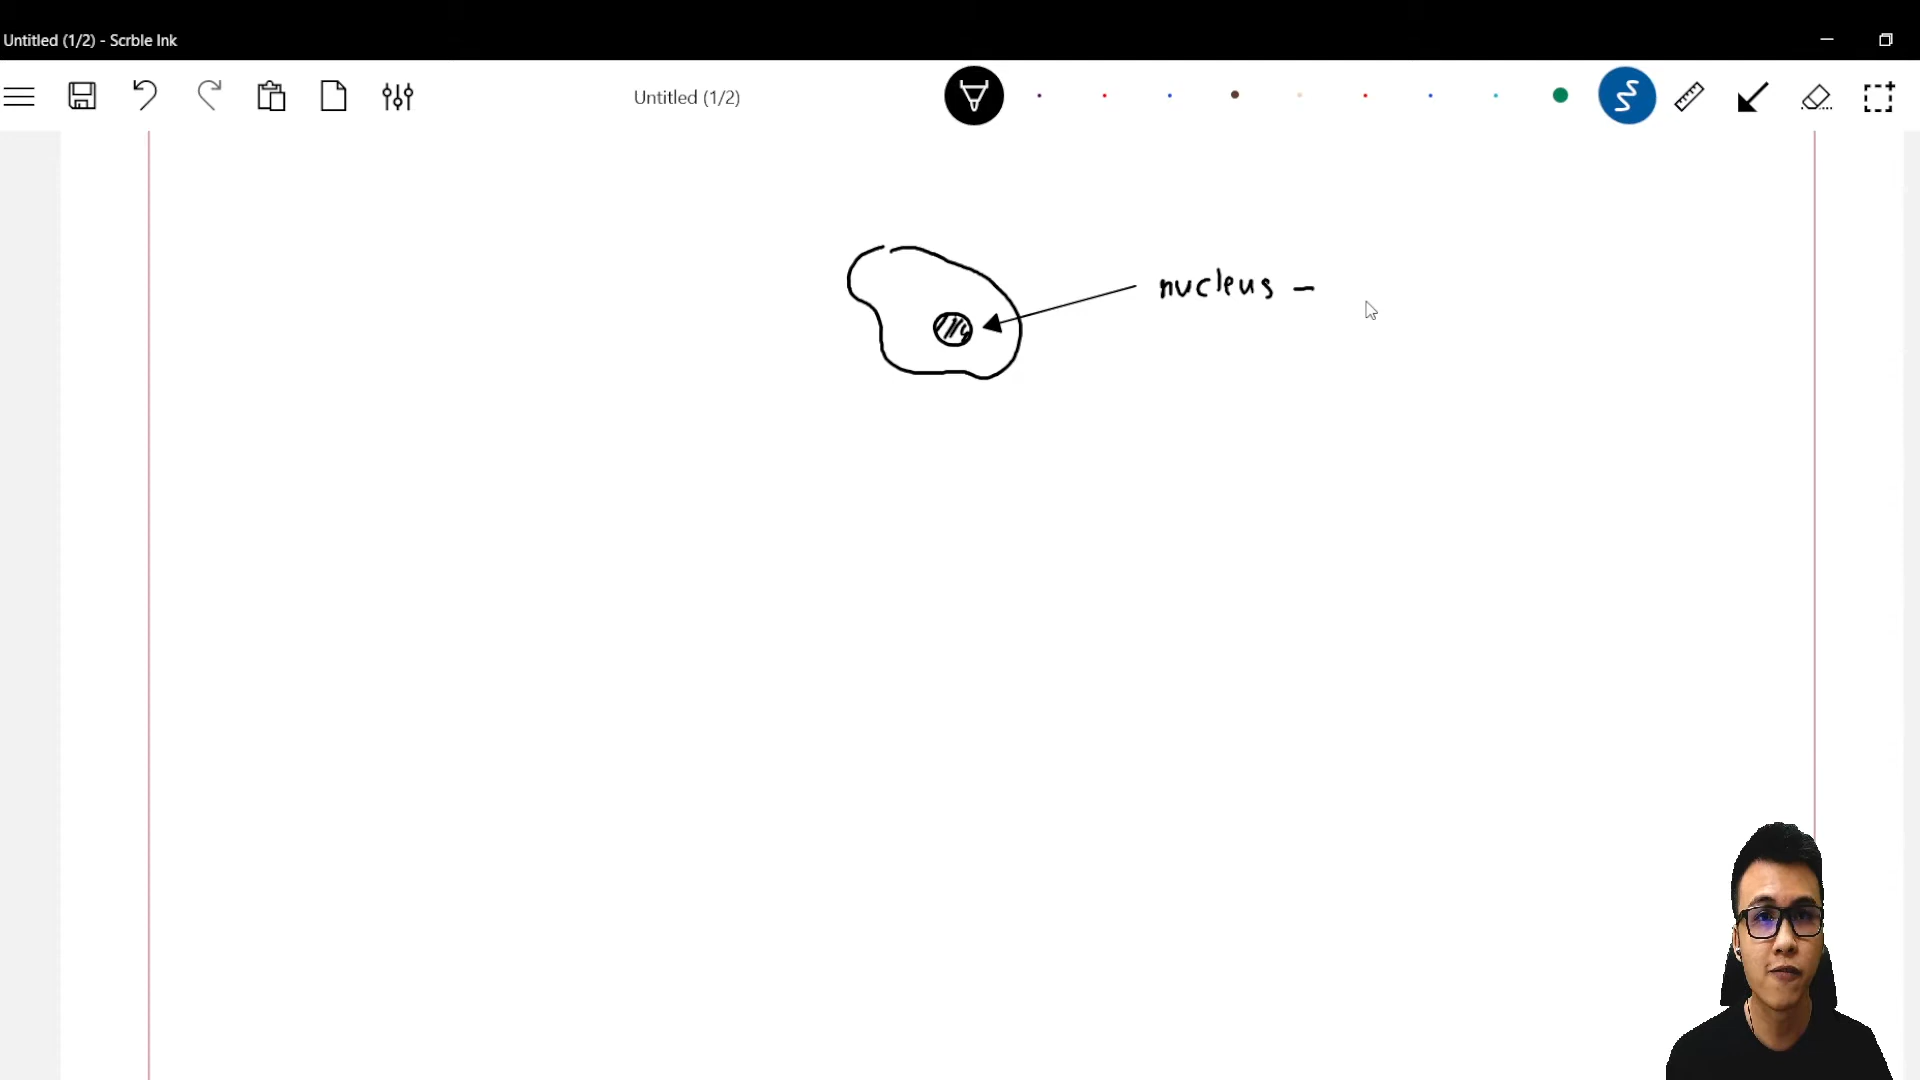 Untitled (1/2) - Scrble Ink
Untitled (1/2)
nucleus -